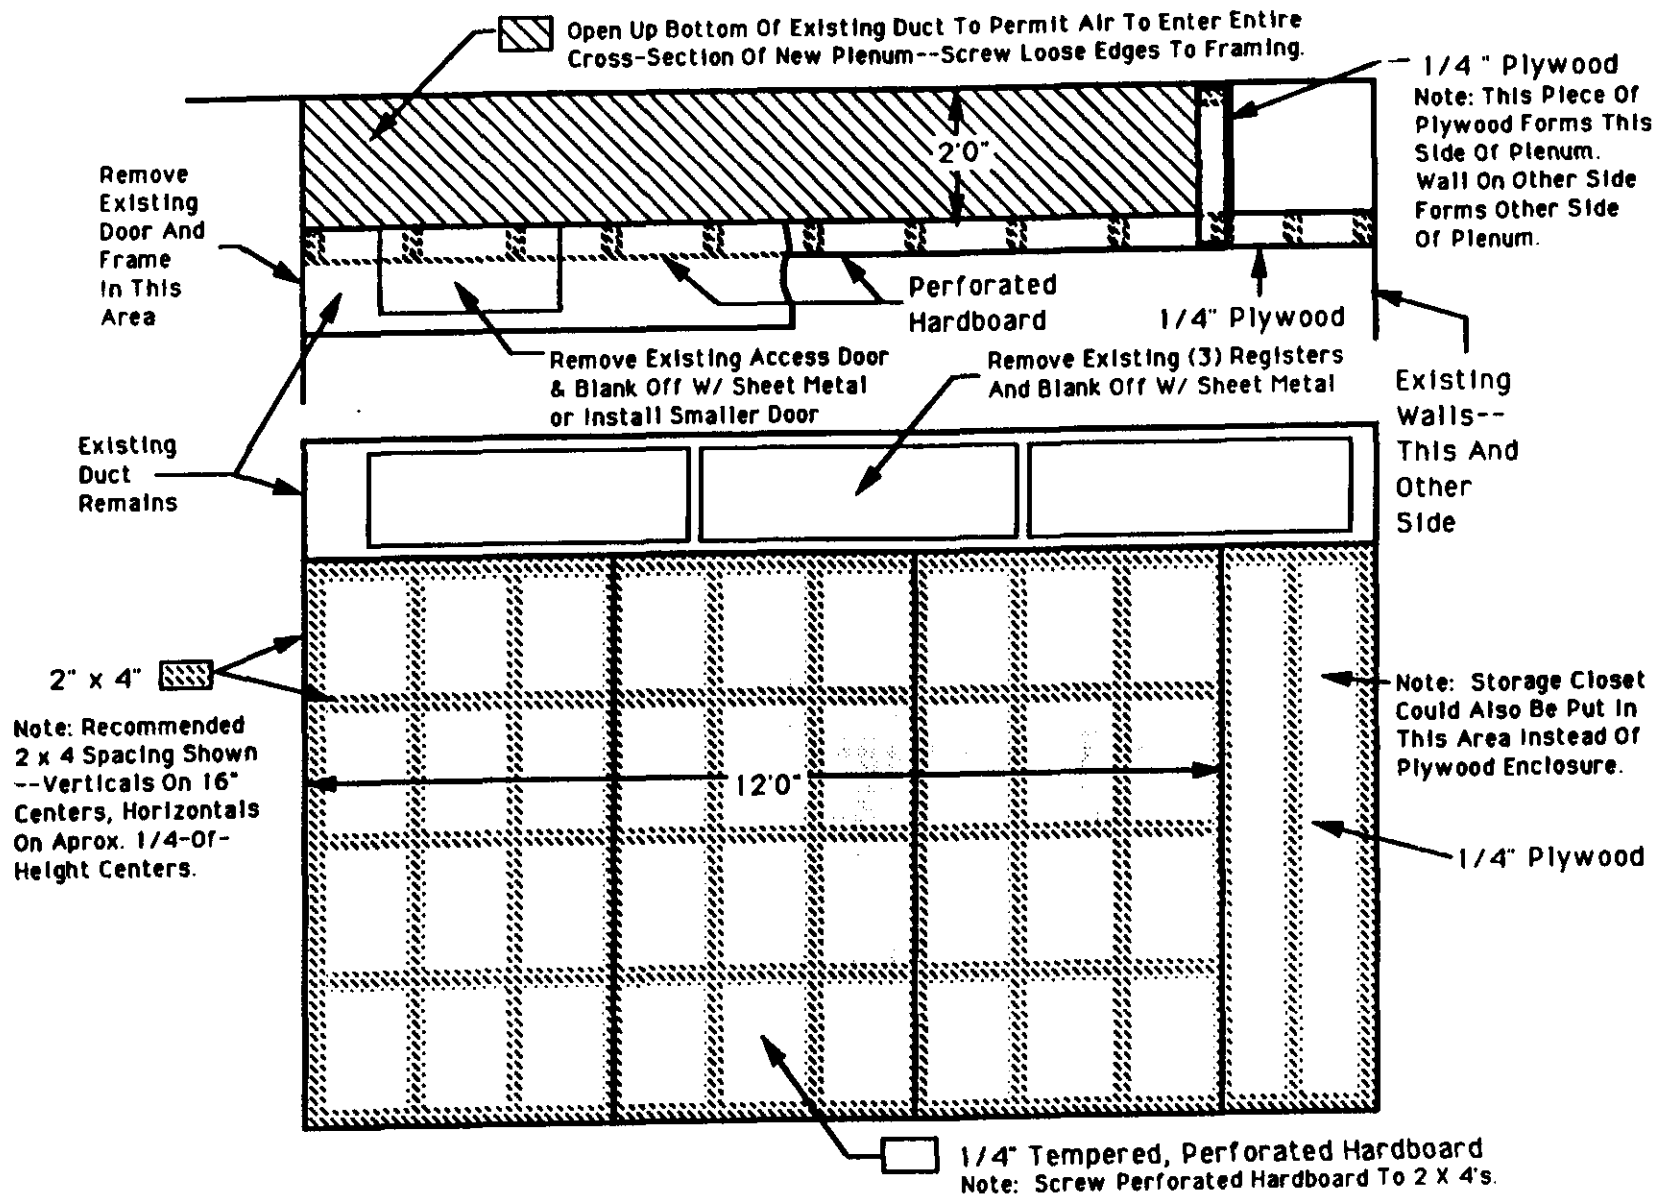 Open Up Bottom Of Existing Duct To Permit Air To Enter Entire
Cross-Section Of New Plenum--Screw Loose Edges To Framing.
1/4 " Plywood
Note: This Piece Of
Plywood Forms This
Side Of Plenum.
Wall On Other Side
Forms Other Side
Of Plenum.
2'0"
Remove
Existing
Door And
Frame
In This
Area
Perforated
Hardboard
1/4" Plywood
Remove Existing Access Door
& Blank Off W/ Sheet Metal
or Install Smaller Door
Remove Existing (3) Registers
And Blank Off W/ Sheet Metal
Existing
Walls--
This And
Other
Side
Existing
Duct
Remains
2" x 4"
Note: Recommended
2 x 4 Spacing Shown
--Verticals On 16"
Centers, Horizontals
On Aprox. 1/4-Of-
Height Centers.
12'0"
Note: Storage Closet
Could Also Be Put In
This Area Instead Of
Plywood Enclosure.
1/4" Plywood
1/4" Tempered, Perforated Hardboard
Note: Screw Perforated Hardboard To 2 X 4's.